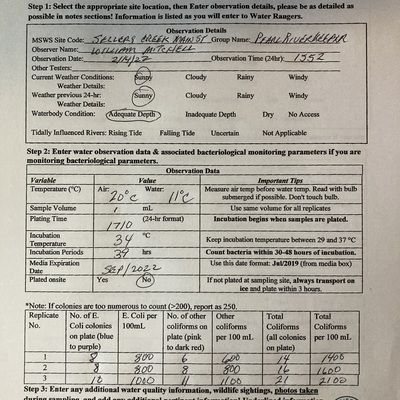 Step 1: Select the appropriate site location, then Enter observation details, please be as detailed as
possible in notes sections! Information is listed as you will enter to Water Rangers.
Observation Details
MSWS Site Code: SELLERS CREEK MAIN ST Group Name: PEARL RIVERKEEPER
Observer Name: WILLIAM MITCHELL
Observation Date: 2/4/22 Observation Time (24hr): 1552
Other Testers:
Current Weather Conditions: Sunny Cloudy Rainy Windy
Weather Details:
Weather previous 24-hr: Sunny Cloudy Rainy Windy
Weather Details:
Waterbody Condition: Adequate Depth Inadequate Depth Dry No Access
Tidally Influenced Rivers: Rising Tide Falling Tide Uncertain Not Applicable
Step 2: Enter water observation data & associated bacteriological monitoring parameters if you are
monitoring bacteriological parameters.
Observation Data
Variable Value Important Tips
Temperature (°C) Air: 20°C Water: 11°C Measure air temp before water temp. Read with bulb
submerged if possible. Don't touch bulb.
Sample Volume 1 mL Use same volume for all replicates
Plating Time 1710 (24-hr format) Incubation begins when samples are plated.
Incubation
Temperature 34 °C Keep incubation temperature between 29 and 37 °C
Incubation Periods 39 hrs Count bacteria within 30-48 hours of incubation.
Media Expiration
Date SEP/2022 Use this date format: Jul/2019 (from media box)
Plated onsite Yes No If not plated at sampling site, always transport on
ice and plate within 3 hours.
*Note: If colonies are too numerous to count (>200), report as 250.
Replicate
No. No. of E.
Coli colonies
on plate (blue
to purple) E. Coli per
100mL No. of other
coliforms on
plate (pink
to dark red) Other
coliforms
per 100 mL Total
Coliforms
(all colonies
on plate) Total
coliforms
per 100 mL
1 8 800 6 600 14 1400
2 8 800 8 800 16 1600
3 10 1000 11 1100 21 2100
Step 3: Enter any additional water quality information, wildlife sightings, photos taken